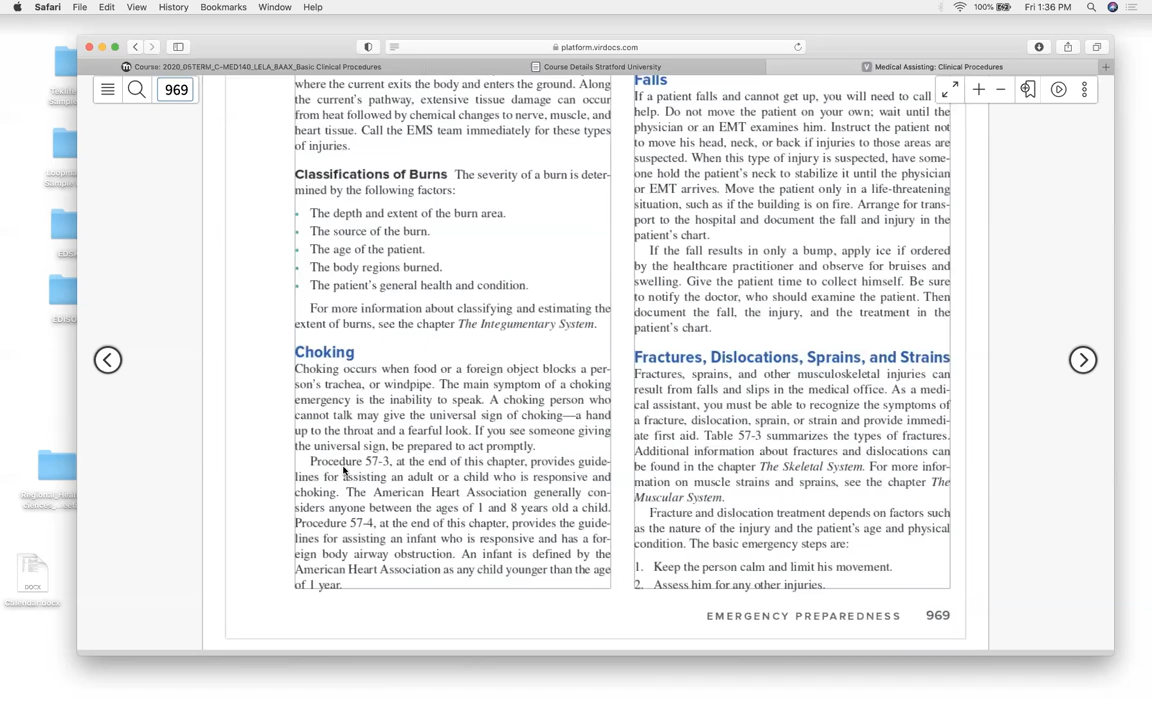 Safari File Edit View History Bookmarks Window Help
100% Fri 1:36 PM
platform.virdocs.com
Course: 2020_05TERM_C-MED140_LELA_8AAX_Basic Clinical Procedures
Course Details Stratford University
Medical Assisting: Clinical Procedures
969
where the current exits the body and enters the ground. Along
the current's pathway, extensive tissue damage can occur
from heat followed by chemical changes to nerve, muscle, and
heart tissue. Call the EMS team immediately for these types
of injuries.
Classifications of Burns The severity of a burn is deter-
mined by the following factors:
• The depth and extent of the burn area.
• The source of the burn.
• The age of the patient.
• The body regions burned.
• The patient's general health and condition.
For more information about classifying and estimating the
extent of burns, see the chapter The Integumentary System.
Choking
Choking occurs when food or a foreign object blocks a per-
son's trachea, or windpipe. The main symptom of a choking
emergency is the inability to speak. A choking person who
cannot talk may give the universal sign of choking—a hand
up to the throat and a fearful look. If you see someone giving
the universal sign, be prepared to act promptly.
Procedure 57-3, at the end of this chapter, provides guide-
lines for assisting an adult or a child who is responsive and
choking. The American Heart Association generally con-
siders anyone between the ages of 1 and 8 years old a child.
Procedure 57-4, at the end of this chapter, provides the guide-
lines for assisting an infant who is responsive and has a for-
eign body airway obstruction. An infant is defined by the
American Heart Association as any child younger than the age
of 1 year.
Falls
If a patient falls and cannot get up, you will need to call
help. Do not move the patient on your own; wait until the
physician or an EMT examines him. Instruct the patient not
to move his head, neck, or back if injuries to those areas are
suspected. When this type of injury is suspected, have some-
one hold the patient's neck to stabilize it until the physician
or EMT arrives. Move the patient only in a life-threatening
situation, such as if the building is on fire. Arrange for trans-
port to the hospital and document the fall and injury in the
patient's chart.
If the fall results in only a bump, apply ice if ordered
by the healthcare practitioner and observe for bruises and
swelling. Give the patient time to collect himself. Be sure
to notify the doctor, who should examine the patient. Then
document the fall, the injury, and the treatment in the
patient's chart.
Fractures, Dislocations, Sprains, and Strains
Fractures, sprains, and other musculoskeletal injuries can
result from falls and slips in the medical office. As a medi-
cal assistant, you must be able to recognize the symptoms of
a fracture, dislocation, sprain, or strain and provide immedi-
ate first aid. Table 57-3 summarizes the types of fractures.
Additional information about fractures and dislocations can
be found in the chapter The Skeletal System. For more infor-
mation on muscle strains and sprains, see the chapter The
Muscular System.
Fracture and dislocation treatment depends on factors such
as the nature of the injury and the patient's age and physical
condition. The basic emergency steps are:
1. Keep the person calm and limit his movement.
2. Assess him for any other injuries.
EMERGENCY PREPAREDNESS 969
DOCX
Calendar.docx